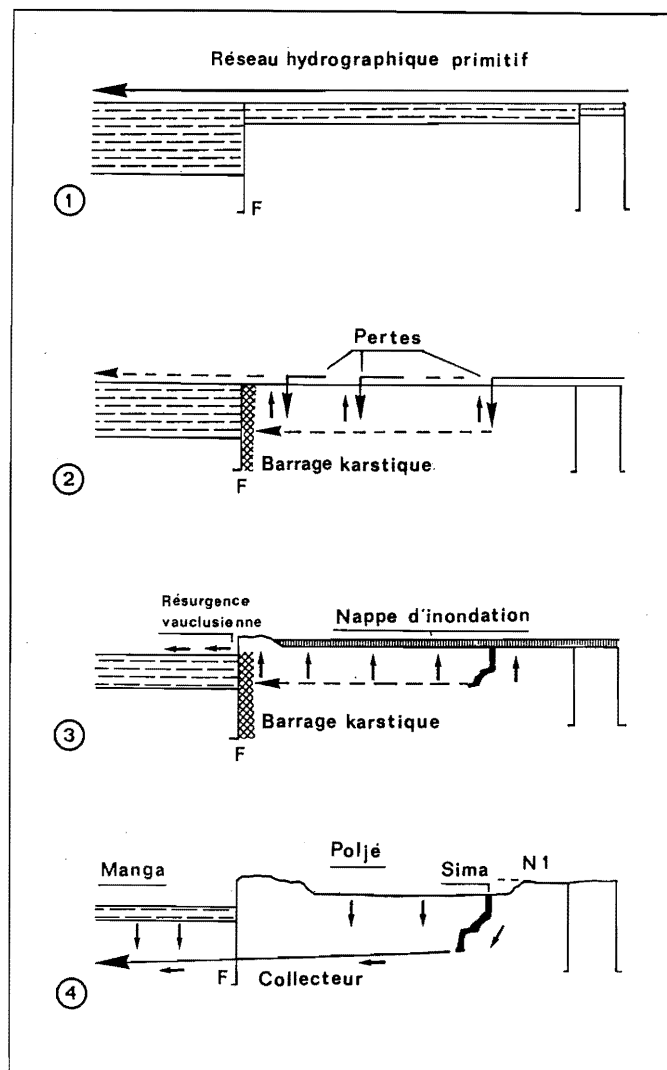 Réseau hydrographique primitif
F
1
Pertes
Barrage karstique
F
2
Résurgence
vauclusienne
Nappe d'inondation
Barrage karstique
F
3
Manga
Poljé
Sima
N1
F
Collecteur
4